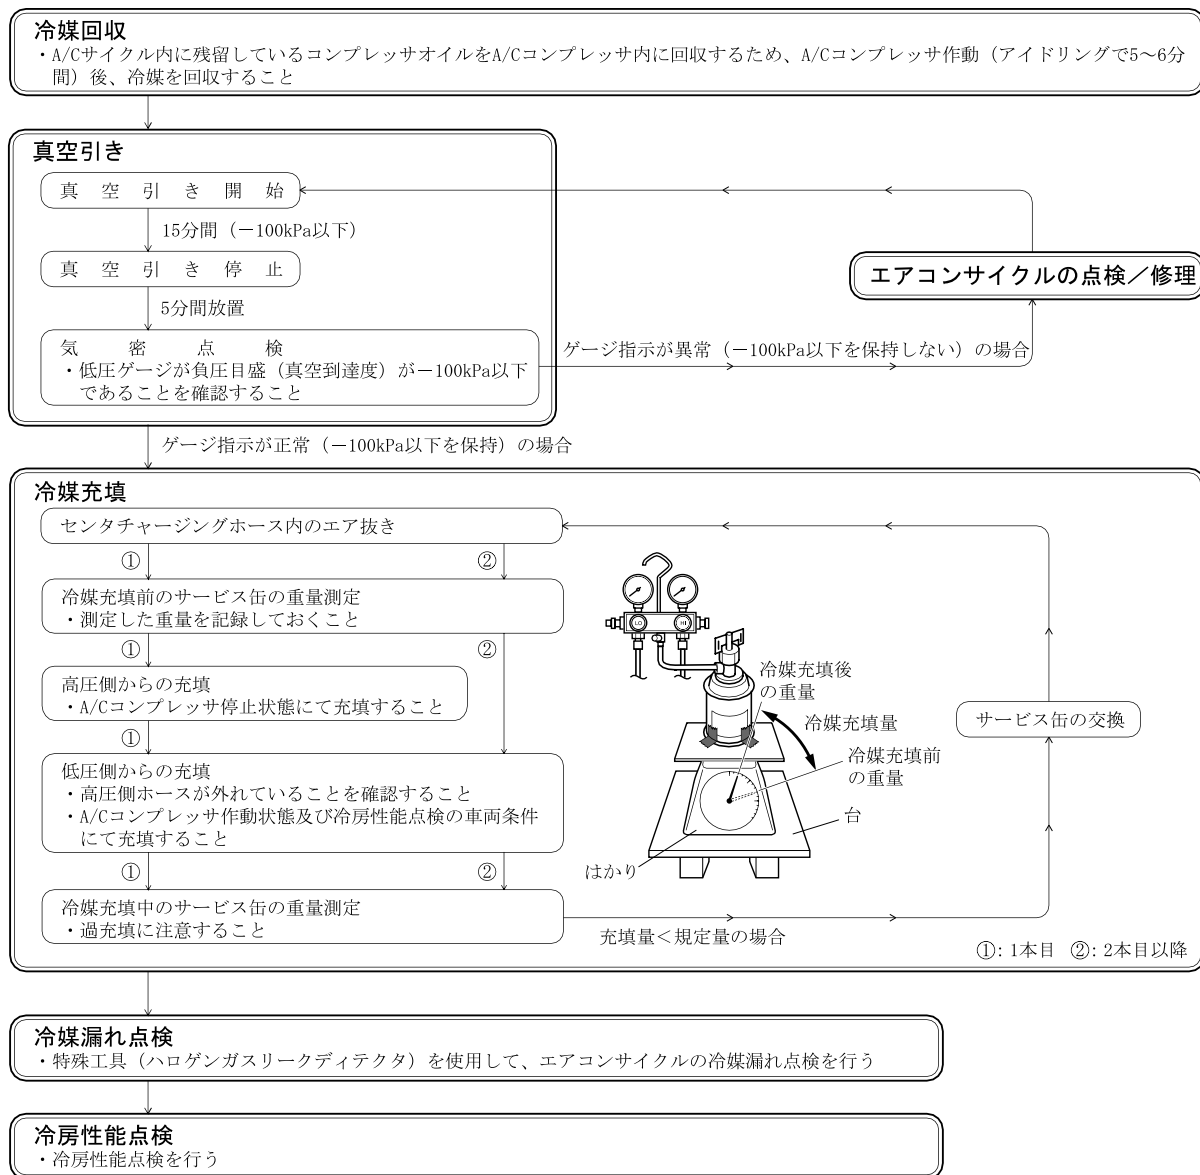 冷媒回収
・A/Cサイクル内に残留しているコンプレッサオイルをA/Cコンプレッサ内に回収するため、A/Cコンプレッサ作動（アイドリングで5～6分
間）後、冷媒を回収すること
真空引き
真空引き開始
15分間（－100kPa以下）
真空引き停止
5分間放置
気密点検
・低圧ゲージが負圧目盛（真空到達度）が－100kPa以下
であることを確認すること
ゲージ指示が異常（－100kPa以下を保持しない）の場合
エアコンサイクルの点検／修理
ゲージ指示が正常（－100kPa以下を保持）の場合
冷媒充填
センタチャージングホース内のエア抜き
① ②
冷媒充填前のサービス缶の重量測定
・測定した重量を記録しておくこと
① ②
高圧側からの充填
・A/Cコンプレッサ停止状態にて充填すること
①
低圧側からの充填
・高圧側ホースが外れていることを確認すること
・A/Cコンプレッサ作動状態及び冷房性能点検の車両条件
にて充填すること
① ②
冷媒充填中のサービス缶の重量測定
・過充填に注意すること
充填量＜規定量の場合
サービス缶の交換
LO HI
冷媒充填後
の重量
冷媒充填量
冷媒充填前
の重量
台
はかり
①: 1本目 ②: 2本目以降
冷媒漏れ点検
・特殊工具（ハロゲンガスリークディテクタ）を使用して、エアコンサイクルの冷媒漏れ点検を行う
冷房性能点検
・冷房性能点検を行う